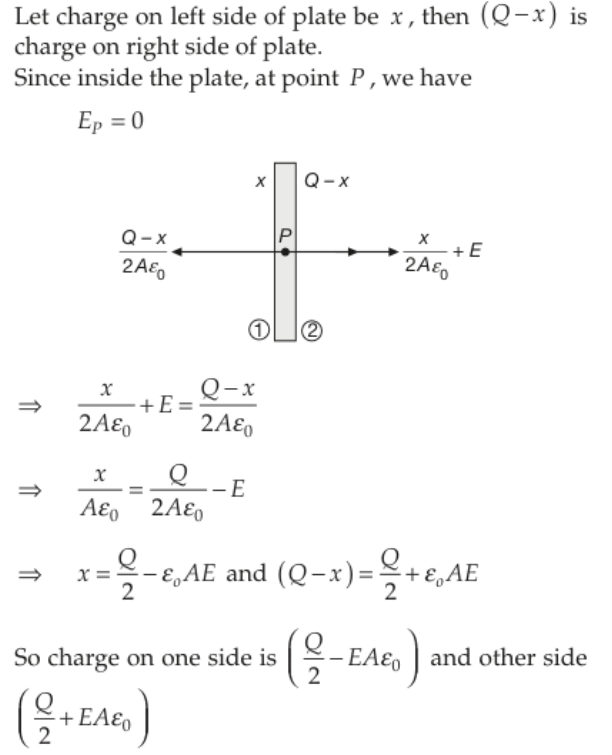 Let charge on left side of plate be x, then (Q−x) is
charge on right side of plate.
Since inside the plate, at point P, we have
E_P = 0
x Q − x
P
(Q − x)/(2Aε₀) x/(2Aε₀) + E
① ②
⇒ x/(2Aε₀) + E = (Q−x)/(2Aε₀)
⇒ x/(Aε₀) = Q/(2Aε₀) − E
⇒ x = Q/2 − εₒAE and (Q−x) = Q/2 + εₒAE
So charge on one side is (Q/2 − EAε₀) and other side
(Q/2 + EAε₀)